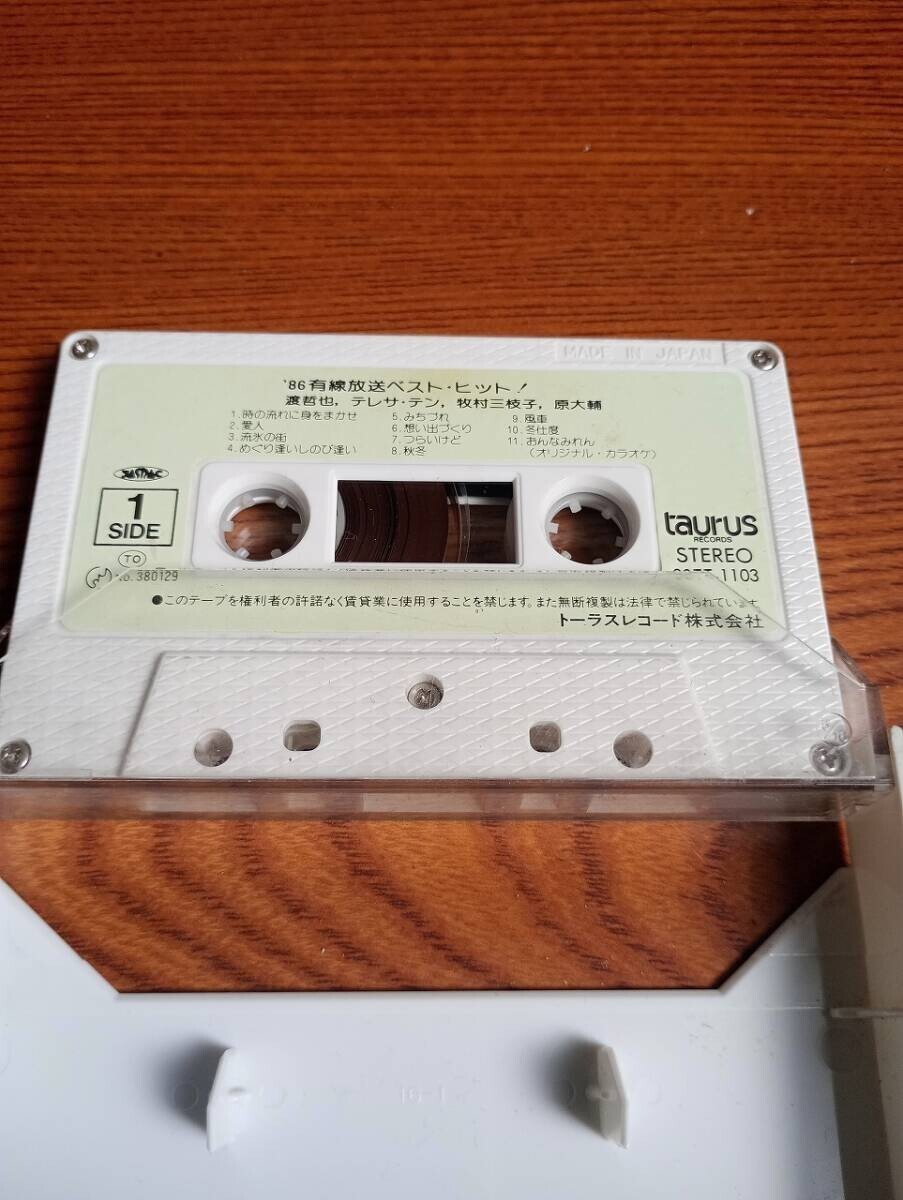 MADE IN JAPAN
'86有線放送ベスト・ヒット!
渡哲也，テレサ・テン，牧村三枝子，原大輔
1.時の流れに身をまかせ
2.愛人
3.流氷の街
4.めぐり逢いしのび逢い
5.みちづれ
6.想い出づくり
7.つらいけど
8.秋冬
9.風車
10.冬仕度
11.おんなみれん
(オリジナル・カラオケ)
1
SIDE
taurus
RECORDS
STEREO
1103
TO
No.380129
●このテープを権利者の許諾なく賃貸業に使用することを禁じます。また無断複製は法律で禁じられています。
トーラスレコード株式会社